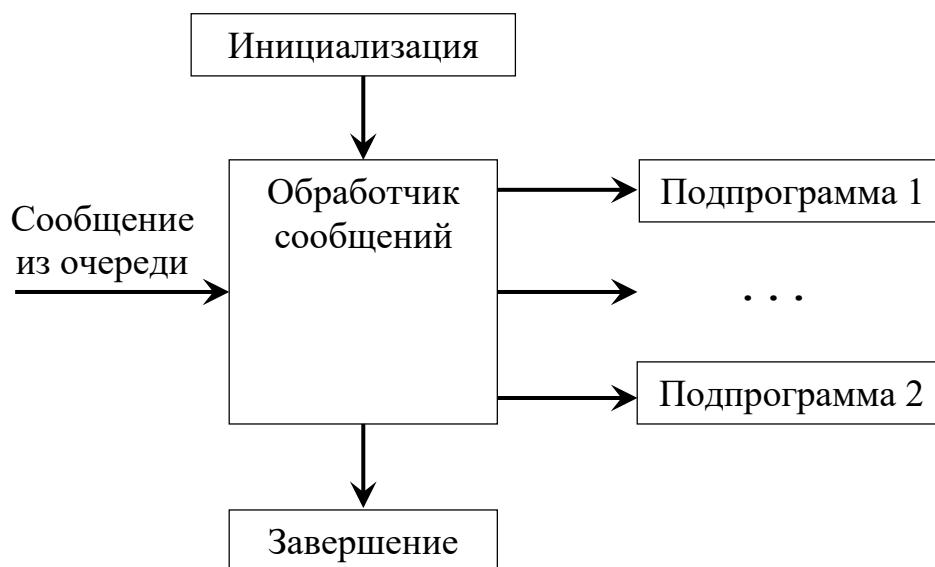 Инициализация
Обработчик
сообщений
Сообщение
из очереди
Подпрограмма 1
. . .
Подпрограмма 2
Завершение